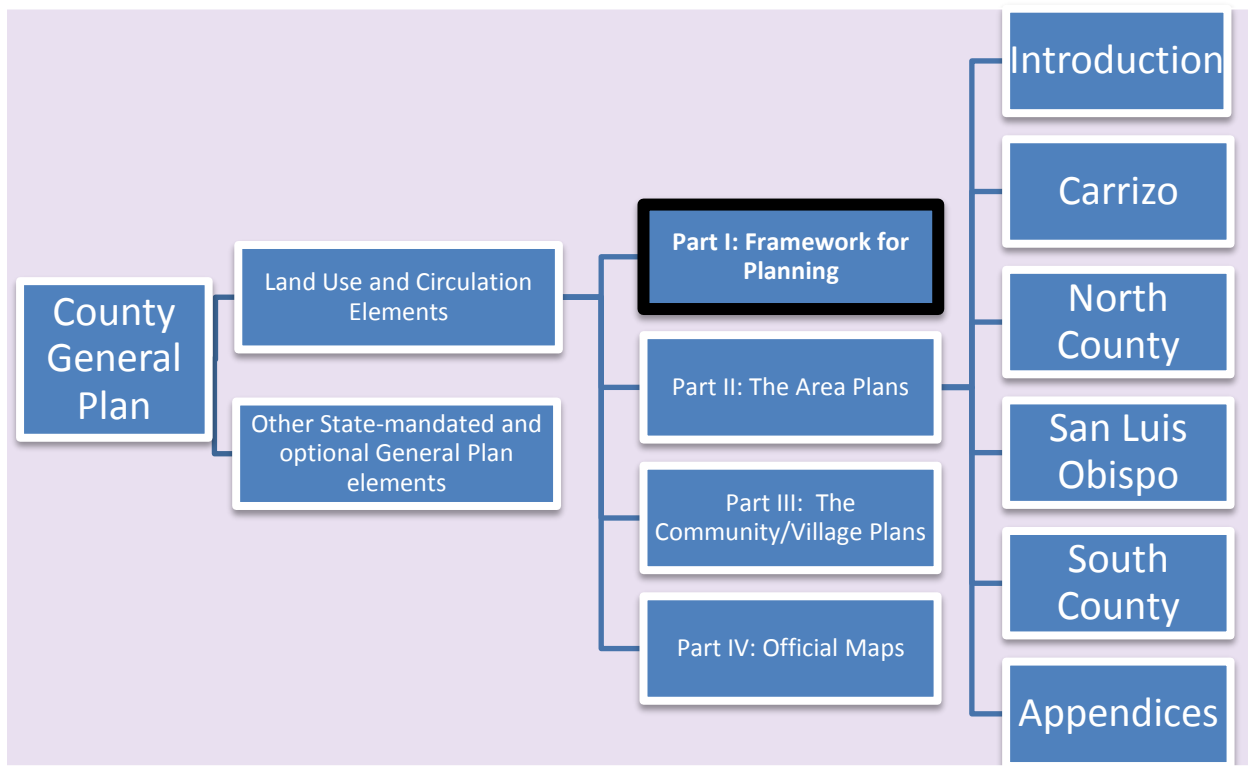 County
General
Plan
Land Use and Circulation
Elements
Other State-mandated and
optional General Plan
elements
Part I: Framework for
Planning
Part II: The Area Plans
Part III:  The
Community/Village Plans
Part IV: Official Maps
Introduction
Carrizo
North
County
San Luis
Obispo
South
County
Appendices